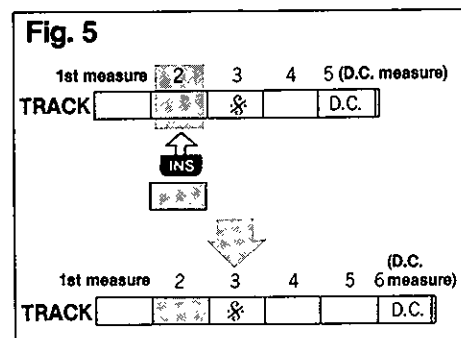 Fig. 5
1st measure 2 3 4 5 (D.C. measure)
TRACK 𝄋 D.C.
INS
(D.C.
1st measure 2 3 4 5 6 measure)
TRACK 𝄋 D.C.